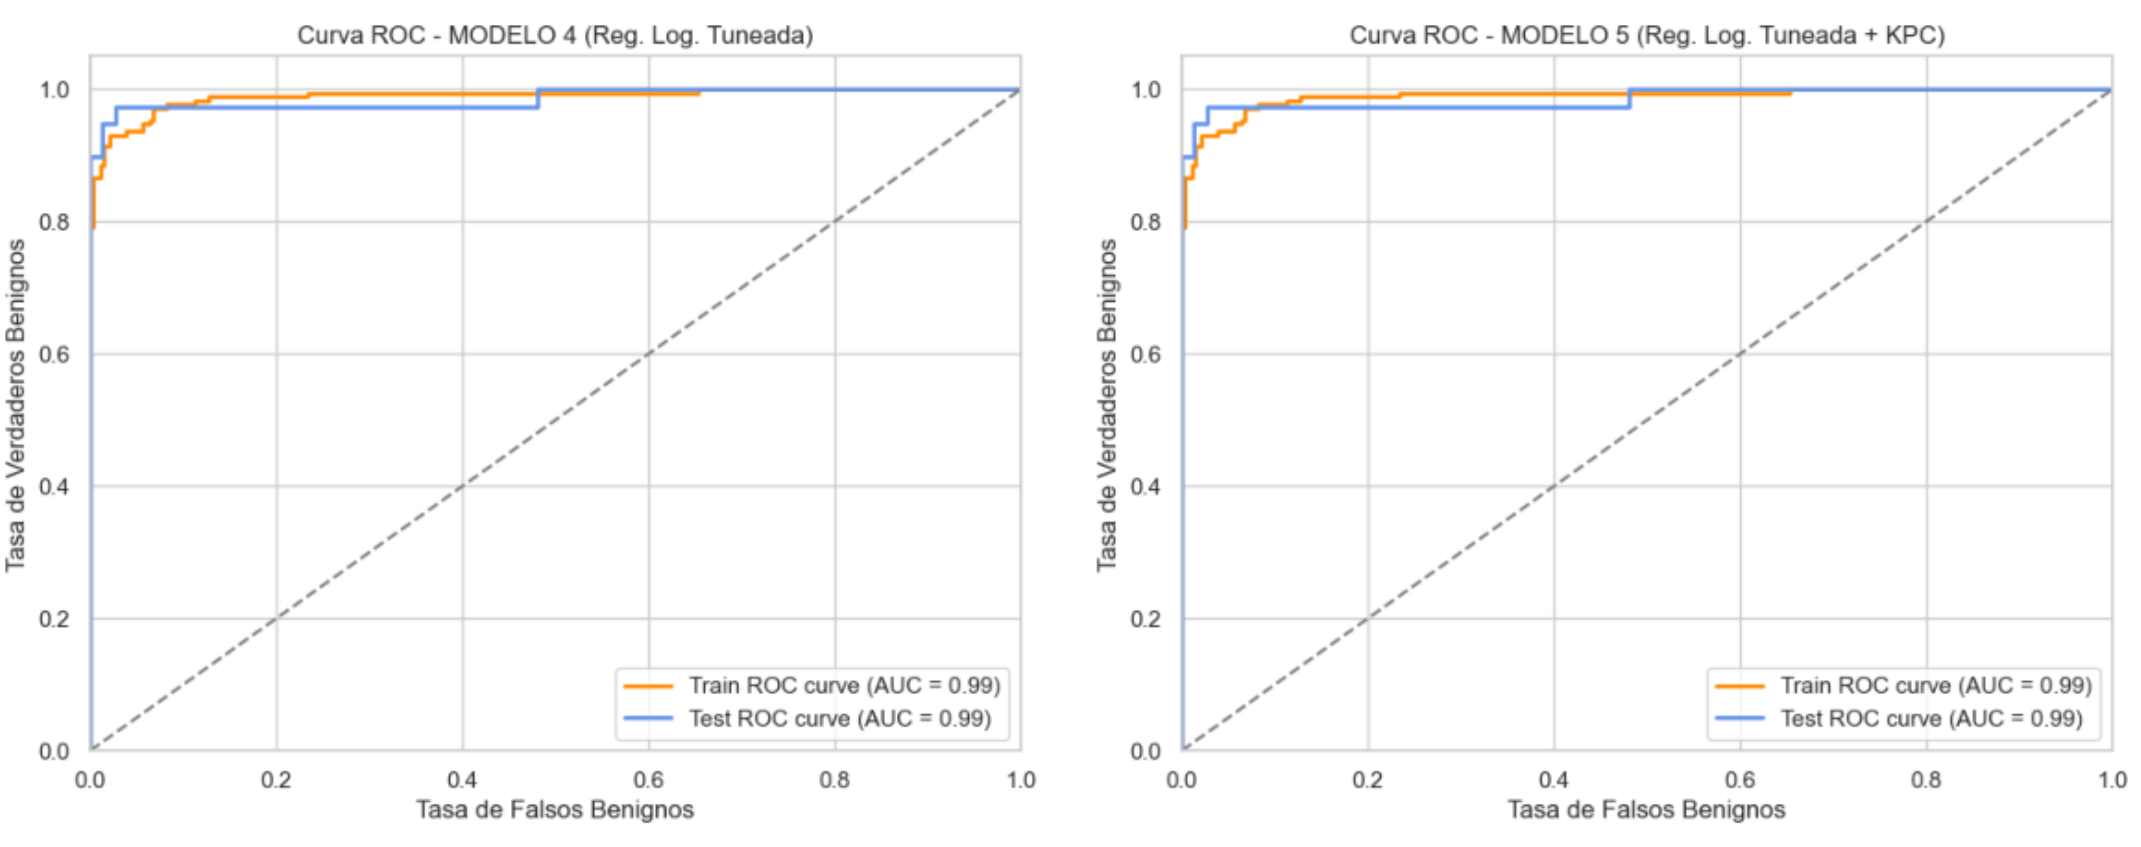 Curva ROC - MODELO 4 (Reg. Log. Tuneada)
Tasa de Verdaderos Benignos
1.0
0.8
0.6
0.4
0.2
0.0
Train ROC curve (AUC = 0.99)
Test ROC curve (AUC = 0.99)
0.0 0.2 0.4 0.6 0.8 1.0
Tasa de Falsos Benignos
Curva ROC - MODELO 5 (Reg. Log. Tuneada + KPC)
Tasa de Verdaderos Benignos
1.0
0.8
0.6
0.4
0.2
0.0
Train ROC curve (AUC = 0.99)
Test ROC curve (AUC = 0.99)
0.0 0.2 0.4 0.6 0.8 1.0
Tasa de Falsos Benignos